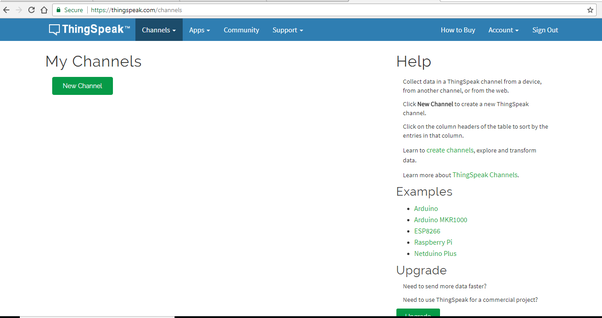 Secure https://thingspeak.com/channels
ThingSpeak™ Channels Apps Community Support How to Buy Account Sign Out
My Channels
New Channel
Help
Collect data in a ThingSpeak channel from a device,
from another channel, or from the web.
Click New Channel to create a new ThingSpeak
channel.
Click on the column headers of the table to sort by the
entries in that column.
Learn to create channels, explore and transform
data.
Learn more about ThingSpeak Channels.
Examples
Arduino
Arduino MKR1000
ESP8266
Raspberry Pi
Netduino Plus
Upgrade
Need to send more data faster?
Need to use ThingSpeak for a commercial project?
Upgrade